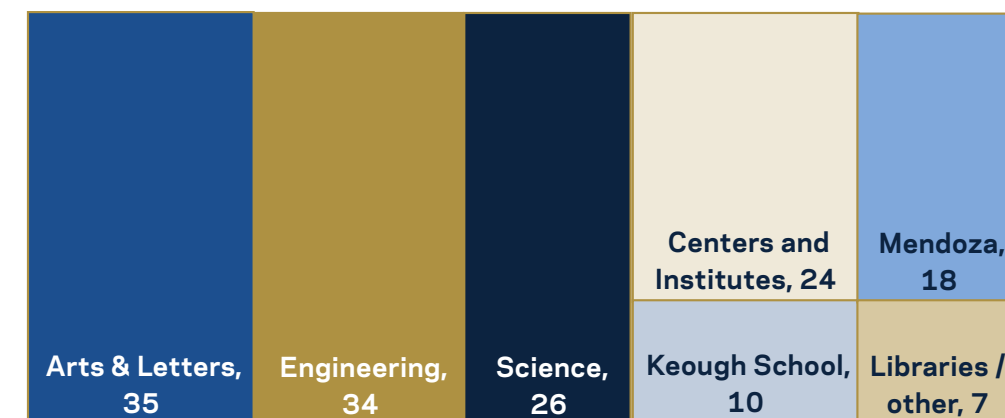 Arts & Letters,
35
Engineering,
34
Science,
26
Centers and
Institutes, 24
Mendoza,
18
Keough School,
10
Libraries /
other, 7